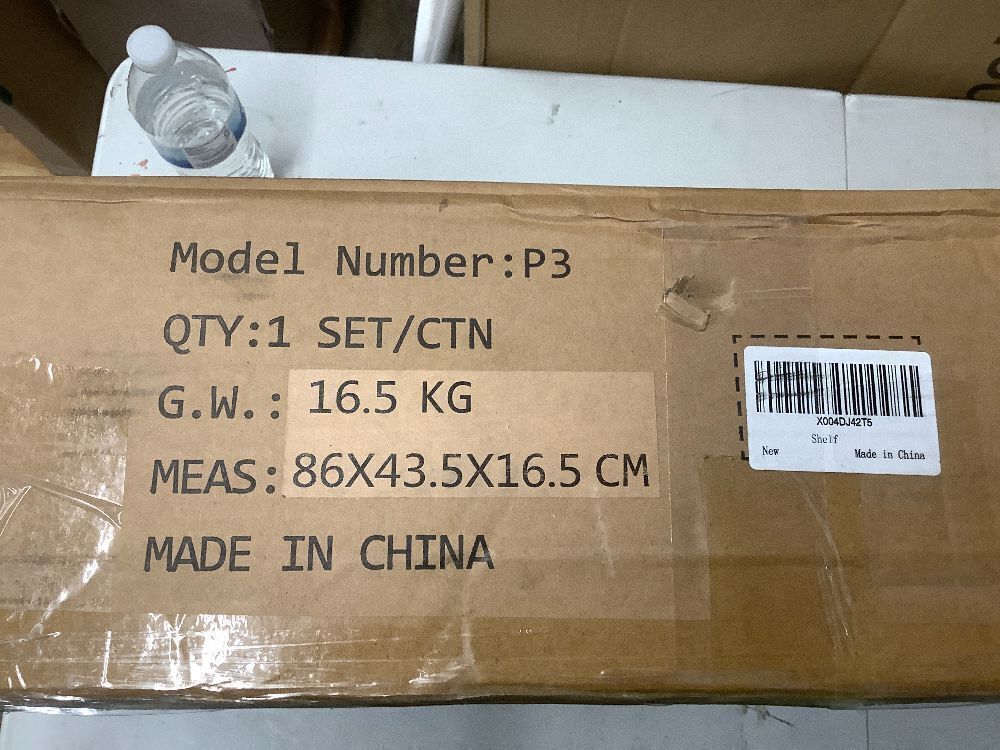 Model Number:P3
QTY:1 SET/CTN
G.W.: 16.5 KG
MEAS: 86X43.5X16.5 CM
MADE IN CHINA
X004DJ42T5
Shelf
New Made in China